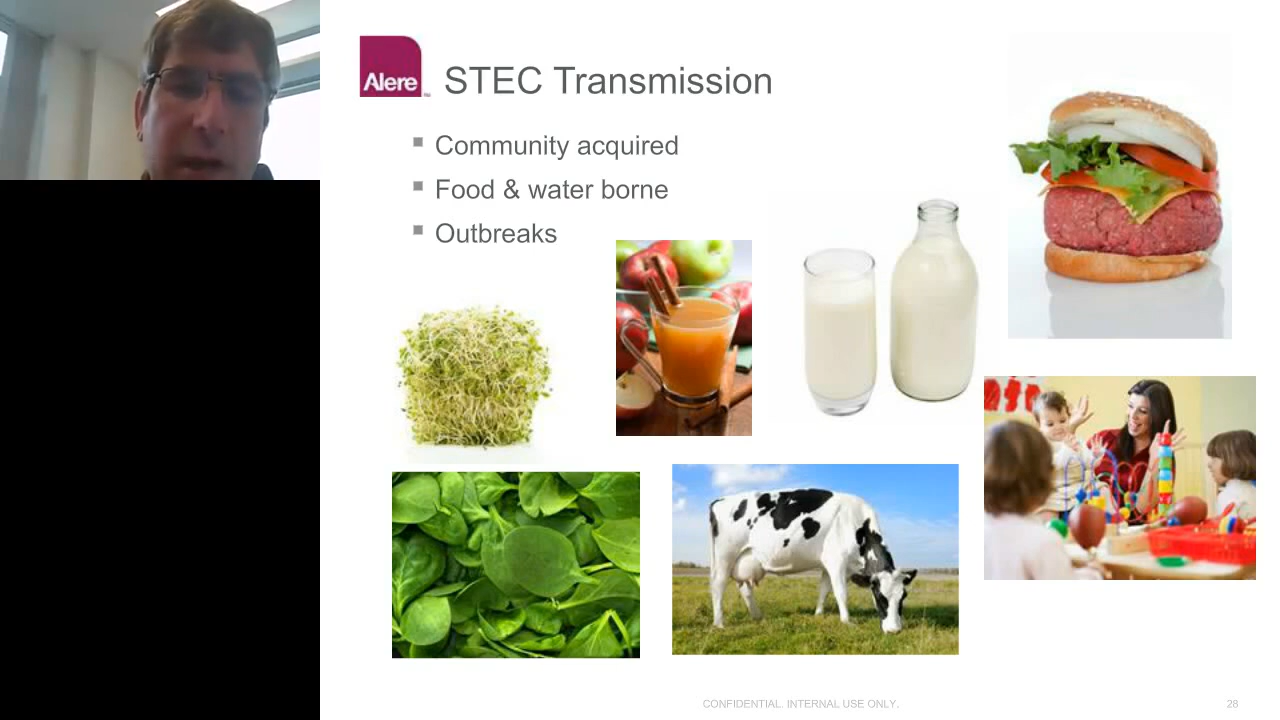 Alere
STEC Transmission
Community acquired
Food & water borne
Outbreaks
CONFIDENTIAL. INTERNAL USE ONLY.
28